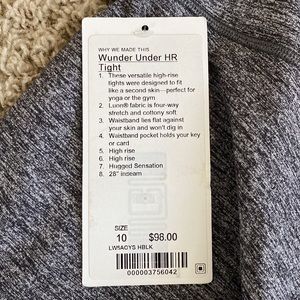 WHY WE MADE THIS
Wunder Under HR
Tight
1. These versatile high-rise
tights were designed to fit
like a second skin—perfect for
yoga or the gym
2. Luon® fabric is four-way
stretch and cottony soft
3. Waistband lies flat against
your skin and won't dig in
4. Waistband pocket holds your key
or card
5. High rise
6. High rise
7. Hugged Sensation
8. 28" inseam
SIZE
10 $98.00
LW5AOYS HBLK
000003756042